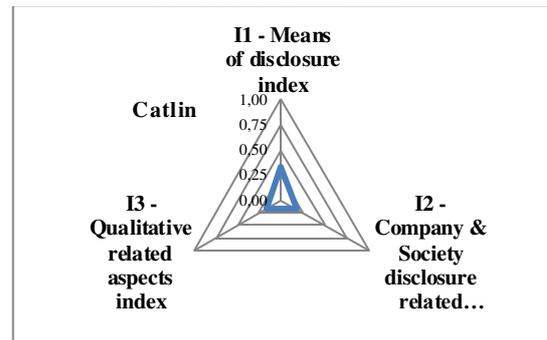 I1 - Means
of disclosure
index
Catlin
1,00
0,75
0,50
0,25
0,00
I3 -
Qualitative
related
aspects
index
I2 -
Company &
Society
disclosure
related…